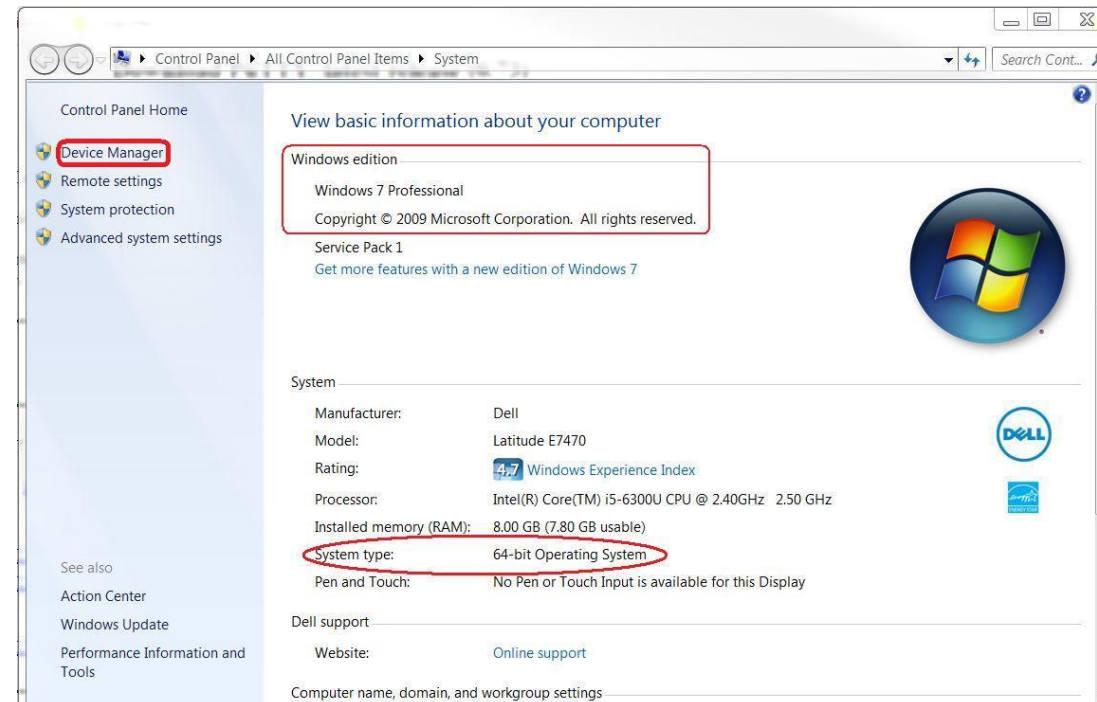 Control Panel ▸ All Control Panel Items ▸ System
Search Cont...
Control Panel Home
Device Manager
Remote settings
System protection
Advanced system settings
See also
Action Center
Windows Update
Performance Information and
Tools
View basic information about your computer
Windows edition
Windows 7 Professional
Copyright © 2009 Microsoft Corporation. All rights reserved.
Service Pack 1
Get more features with a new edition of Windows 7
System
Manufacturer: Dell
Model: Latitude E7470
Rating: 4.7 Windows Experience Index
Processor: Intel(R) Core(TM) i5-6300U CPU @ 2.40GHz 2.50 GHz
Installed memory (RAM): 8.00 GB (7.80 GB usable)
System type: 64-bit Operating System
Pen and Touch: No Pen or Touch Input is available for this Display
DELL
Dell support
Website: Online support
Computer name, domain, and workgroup settings